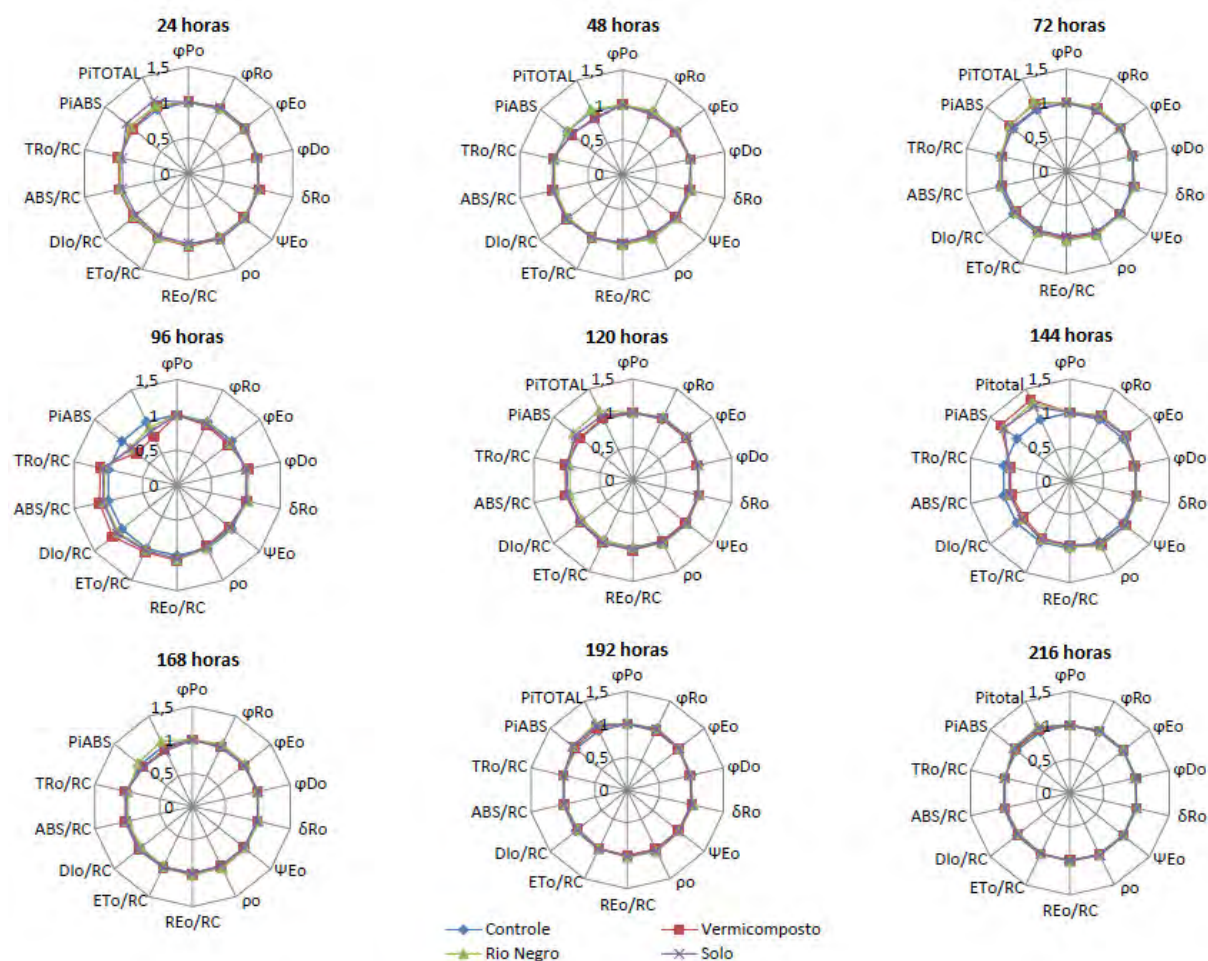 24 horas
φPo
φRo
φEo
φDo
δRo
ΨEo
ρo
REo/RC
ETo/RC
DIo/RC
ABS/RC
TRo/RC
PiABS
PiTOTAL
1,5
1
0,5
0
48 horas
φPo
φRo
φEo
φDo
δRo
ΨEo
ρo
REo/RC
ETo/RC
DIo/RC
ABS/RC
TRo/RC
PiABS
PiTOTAL
1,5
1
0,5
0
72 horas
φPo
φRo
φEo
φDo
δRo
ΨEo
ρo
REo/RC
ETo/RC
DIo/RC
ABS/RC
TRo/RC
PiABS
PiTOTAL
1,5
1
0,5
0
96 horas
φPo
φRo
φEo
φDo
δRo
ΨEo
ρo
REo/RC
ETo/RC
DIo/RC
ABS/RC
TRo/RC
PiABS
1,5
1
0,5
0
120 horas
φPo
φRo
φEo
φDo
δRo
ΨEo
ρo
REo/RC
ETo/RC
DIo/RC
ABS/RC
TRo/RC
PiABS
PiTOTAL
1,5
1
0,5
0
144 horas
φPo
φRo
φEo
φDo
δRo
ΨEo
ρo
REo/RC
ETo/RC
DIo/RC
ABS/RC
TRo/RC
PiABS
Pitotal
1,5
1
0,5
0
168 horas
φPo
φRo
φEo
φDo
δRo
ΨEo
ρo
REo/RC
ETo/RC
DIo/RC
ABS/RC
TRo/RC
PiABS
1,5
1
0,5
0
192 horas
φPo
φRo
φEo
φDo
δRo
ΨEo
ρo
REo/RC
ETo/RC
DIo/RC
ABS/RC
TRo/RC
PiABS
PiTOTAL
1,5
1
0,5
0
216 horas
φPo
φRo
φEo
φDo
δRo
ΨEo
ρo
REo/RC
ETo/RC
DIo/RC
ABS/RC
TRo/RC
PiABS
Pitotal
1,5
1
0,5
0
Controle
Vermicomposto
Rio Negro
Solo